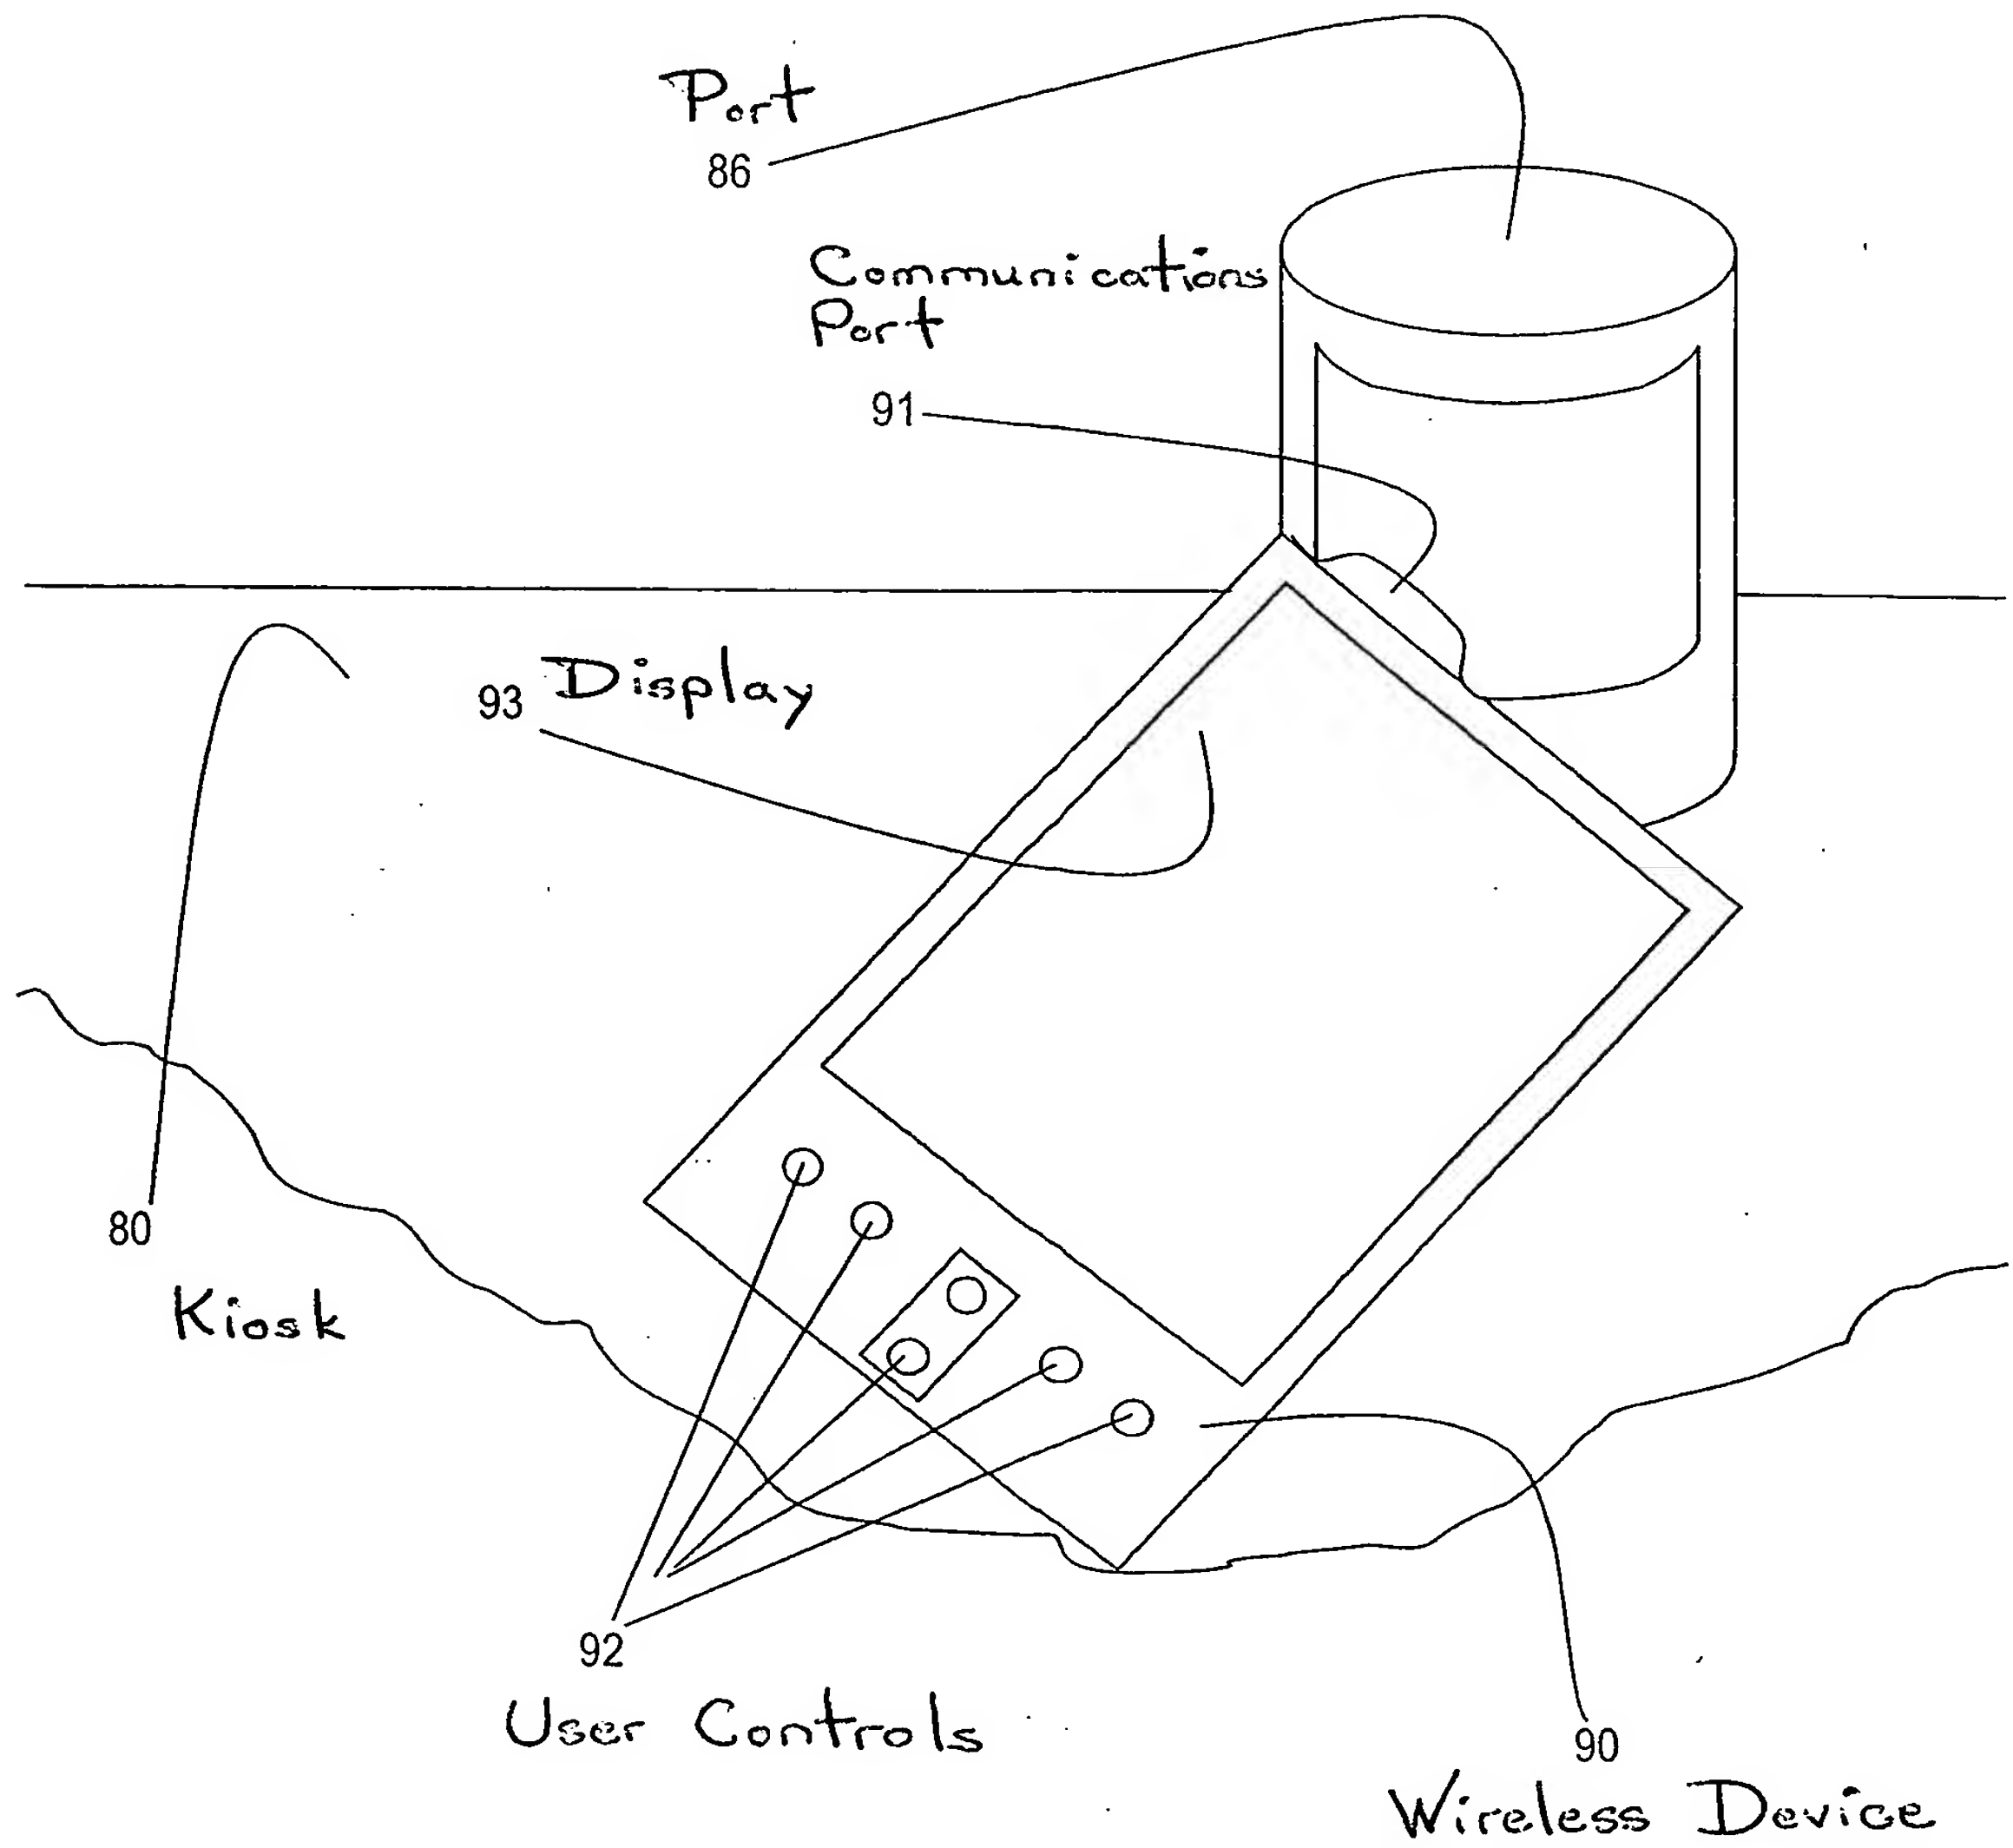 Port
86
Communications
Port
91
93 Display
80
Kiosk
92
User Controls
90
Wireless Device